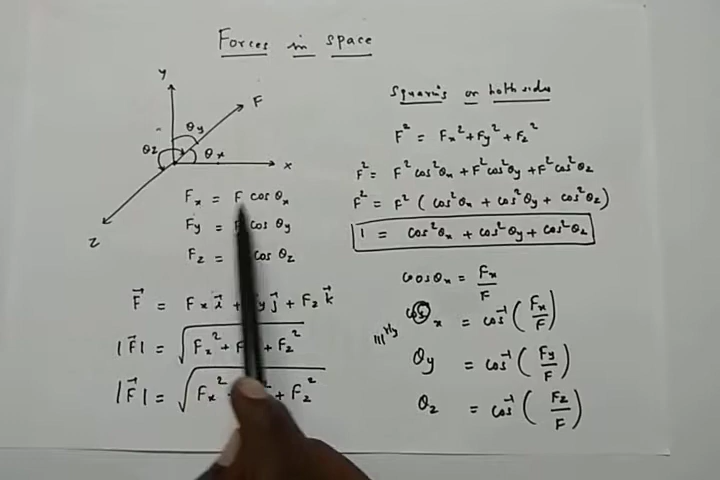 Forces in space
y
F
θy
θz
θx
x
z
Fx = F cos θx
Fy = cos θy
Fz = cos θz
F⃗ = Fx i⃗ + y j⃗ + Fz k⃗
|F⃗| = √ Fx² + F + Fz²
|F⃗| = √ Fx² + ² + Fz²
Squaring on both sides
F² = Fx² + Fy² + Fz²
F² = F² cos²θx + F² cos²θy + F² cos²θz
F² = F² ( cos²θx + cos²θy + cos²θz )
1 = cos²θx + cos²θy + cos²θz
cosθx = Fx/F
x = cos⁻¹ ( Fx/F )
|||ly
θy = cos⁻¹ ( Fy/F )
θz = cos⁻¹ ( Fz/F )